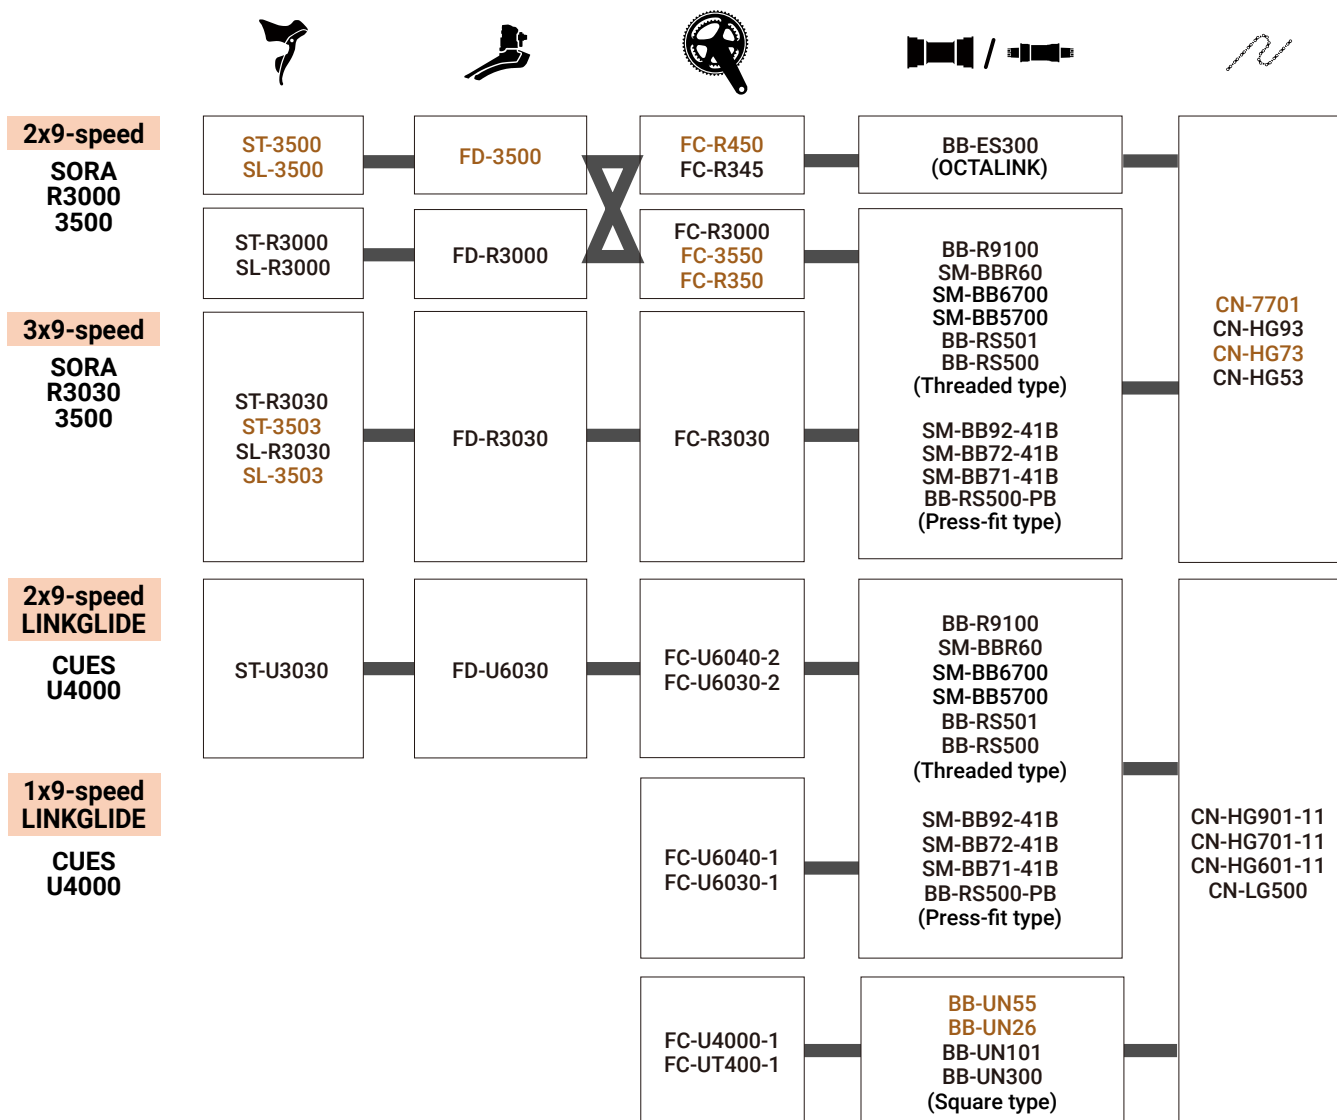 /
2x9-speed
SORA
R3000
3500
ST-3500
SL-3500
FD-3500
FC-R450
FC-R345
BB-ES300
(OCTALINK)
ST-R3000
SL-R3000
FD-R3000
FC-R3000
FC-3550
FC-R350
BB-R9100
SM-BBR60
SM-BB6700
SM-BB5700
BB-RS501
BB-RS500
(Threaded type)
SM-BB92-41B
SM-BB72-41B
SM-BB71-41B
BB-RS500-PB
(Press-fit type)
CN-7701
CN-HG93
CN-HG73
CN-HG53
3x9-speed
SORA
R3030
3500
ST-R3030
ST-3503
SL-R3030
SL-3503
FD-R3030
FC-R3030
2x9-speed
LINKGLIDE
CUES
U4000
ST-U3030
FD-U6030
FC-U6040-2
FC-U6030-2
BB-R9100
SM-BBR60
SM-BB6700
SM-BB5700
BB-RS501
BB-RS500
(Threaded type)
SM-BB92-41B
SM-BB72-41B
SM-BB71-41B
BB-RS500-PB
(Press-fit type)
CN-HG901-11
CN-HG701-11
CN-HG601-11
CN-LG500
1x9-speed
LINKGLIDE
CUES
U4000
FC-U6040-1
FC-U6030-1
FC-U4000-1
FC-UT400-1
BB-UN55
BB-UN26
BB-UN101
BB-UN300
(Square type)